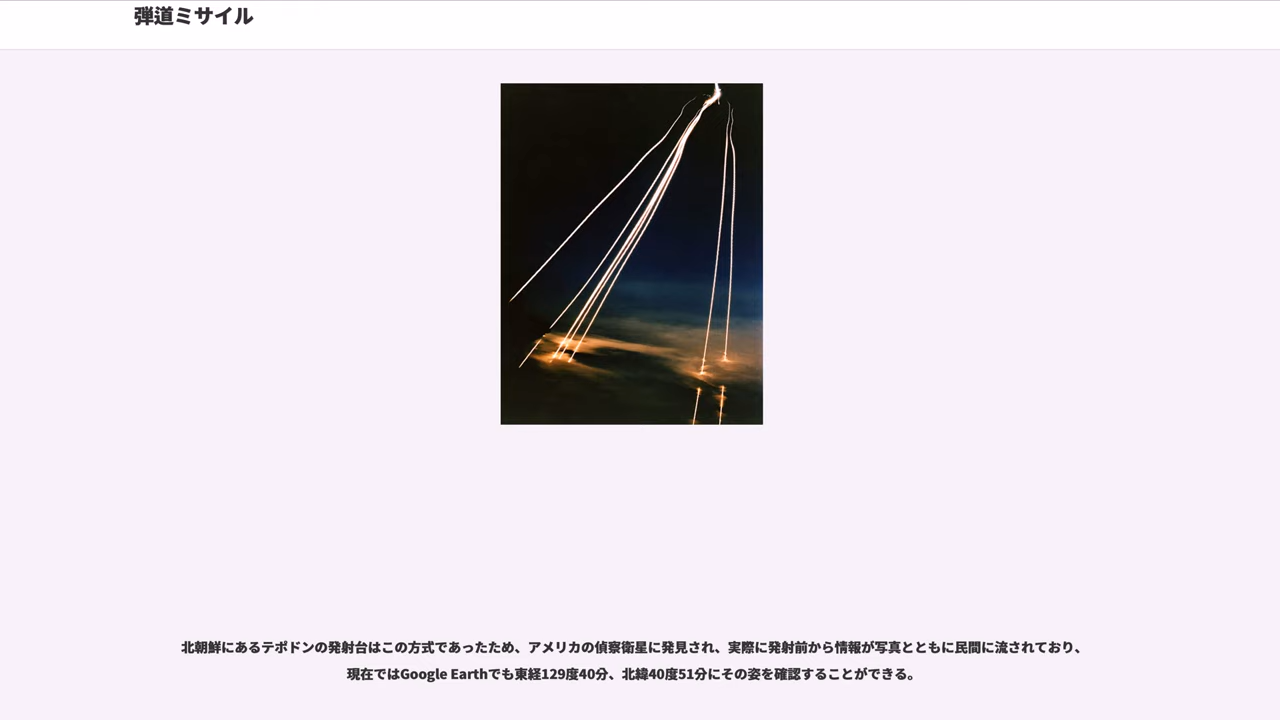 弾道ミサイル
北朝鮮にあるテポドンの発射台はこの方式であったため、アメリカの偵察衛星に発見され、実際に発射前から情報が写真とともに民間に流されており、
現在ではGoogle Earthでも東経129度40分、北緯40度51分にその姿を確認することができる。